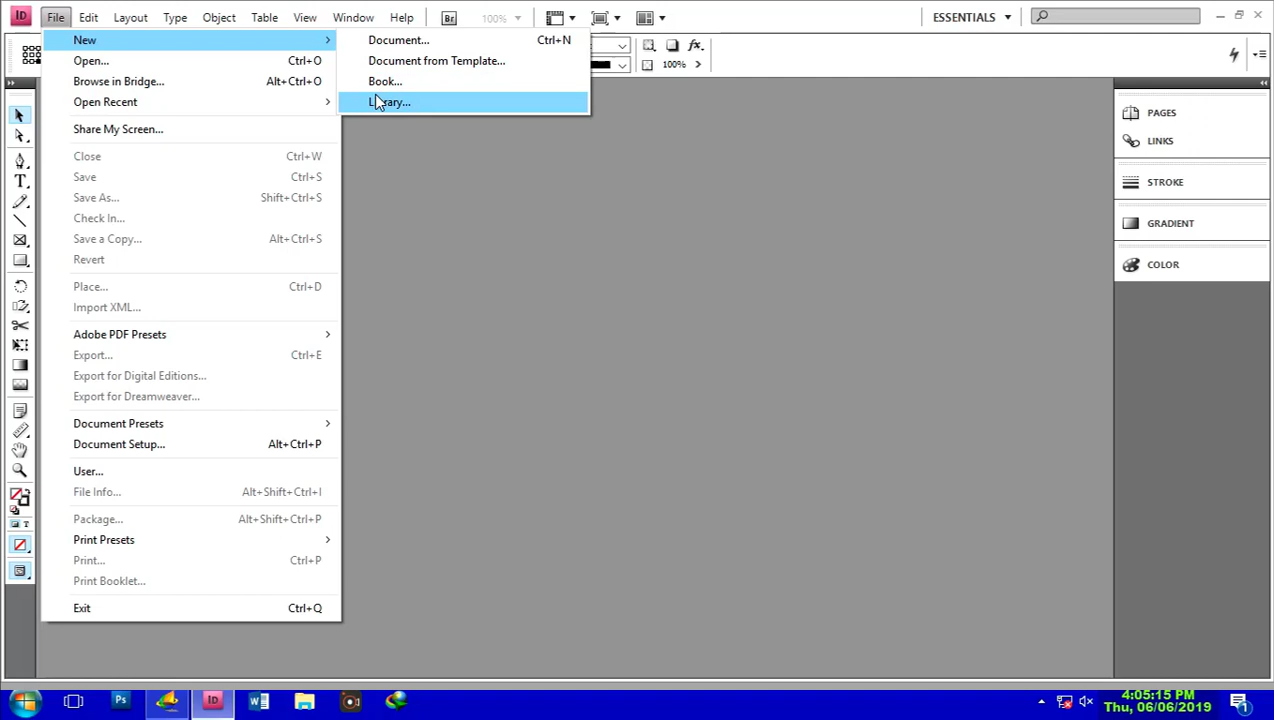 ID File Edit Layout Type Object Table View Window Help Br 100% ESSENTIALS
New
Open... Ctrl+O
Browse in Bridge... Alt+Ctrl+O
Open Recent
Share My Screen...
Close Ctrl+W
Save Ctrl+S
Save As... Shift+Ctrl+S
Check In...
Save a Copy... Alt+Ctrl+S
Revert
Place... Ctrl+D
Import XML...
Adobe PDF Presets
Export... Ctrl+E
Export for Digital Editions...
Export for Dreamweaver...
Document Presets
Document Setup... Alt+Ctrl+P
User...
File Info... Alt+Shift+Ctrl+I
Package... Alt+Shift+Ctrl+P
Print Presets
Print... Ctrl+P
Print Booklet...
Exit Ctrl+Q
Document... Ctrl+N
Document from Template...
Book...
Library...
fx
100%
PAGES
LINKS
STROKE
GRADIENT
COLOR
T
T
Ps ID W
4:05:15 PM
Thu, 06/06/2019
1